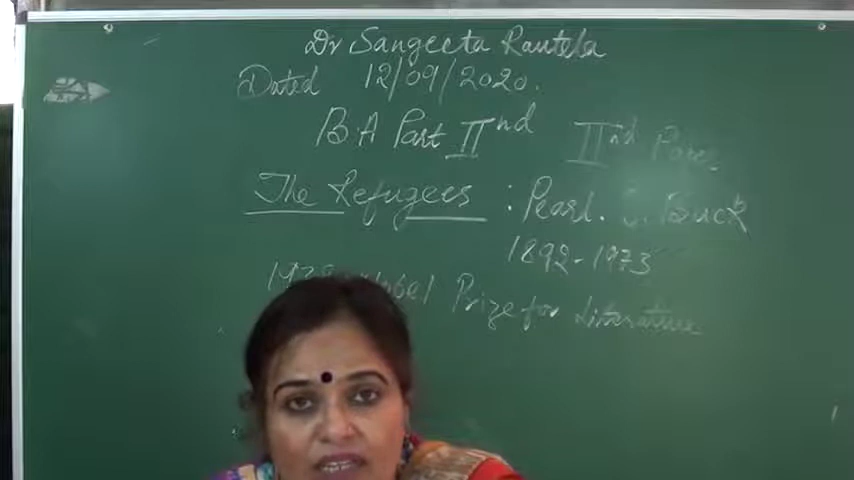 Dr Sangeeta Rautela
Dated 12/09/2020.
B.A Part IInd IInd Paper
The Refugees : Pearl. S. Buck
1892-1973
1938 Nobel Prize for Literature